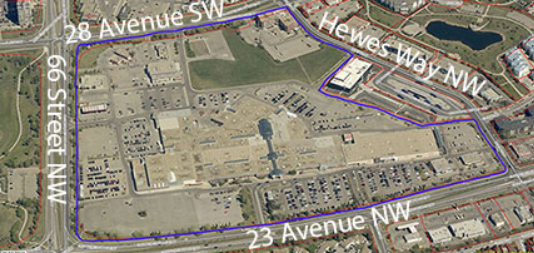 28 Avenue SW
Hewes Way NW
66 Street NW
23 Avenue NW